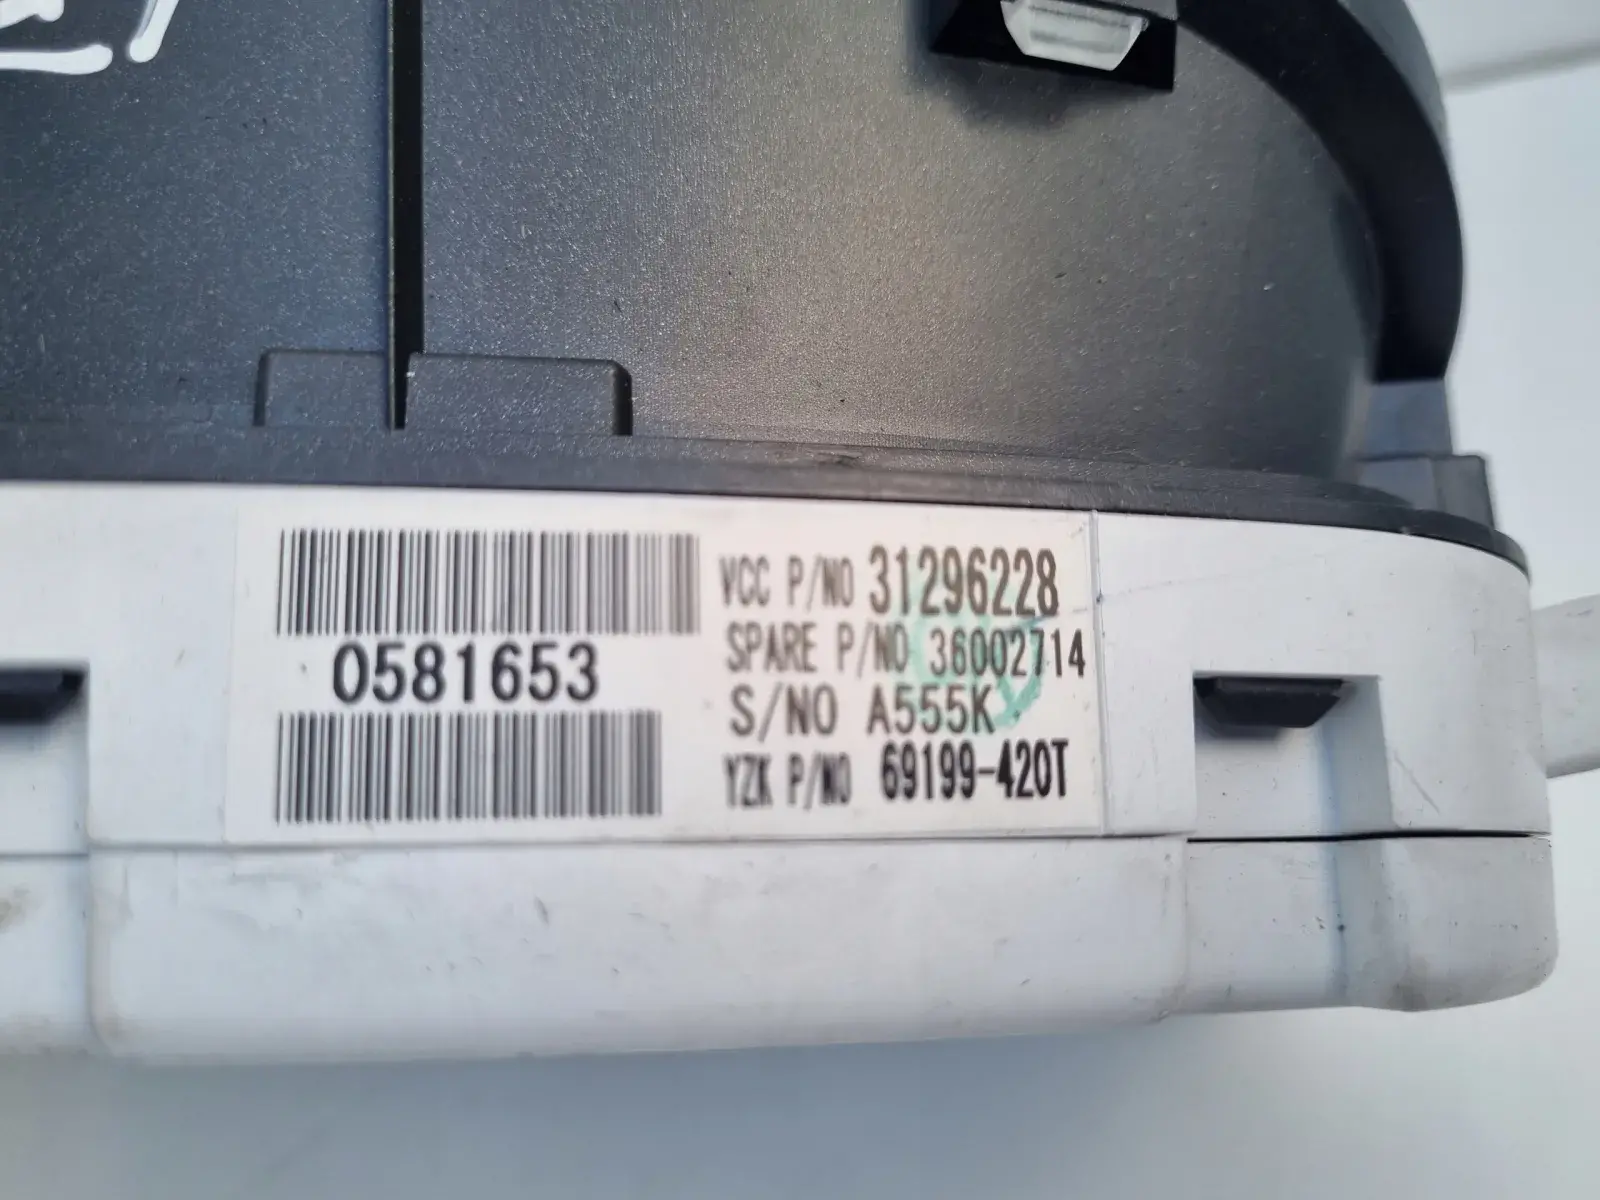 0581653
VCC P/NO 31296228
SPARE P/NO 36002714
S/NO A555K
YZK P/NO 69199-420T